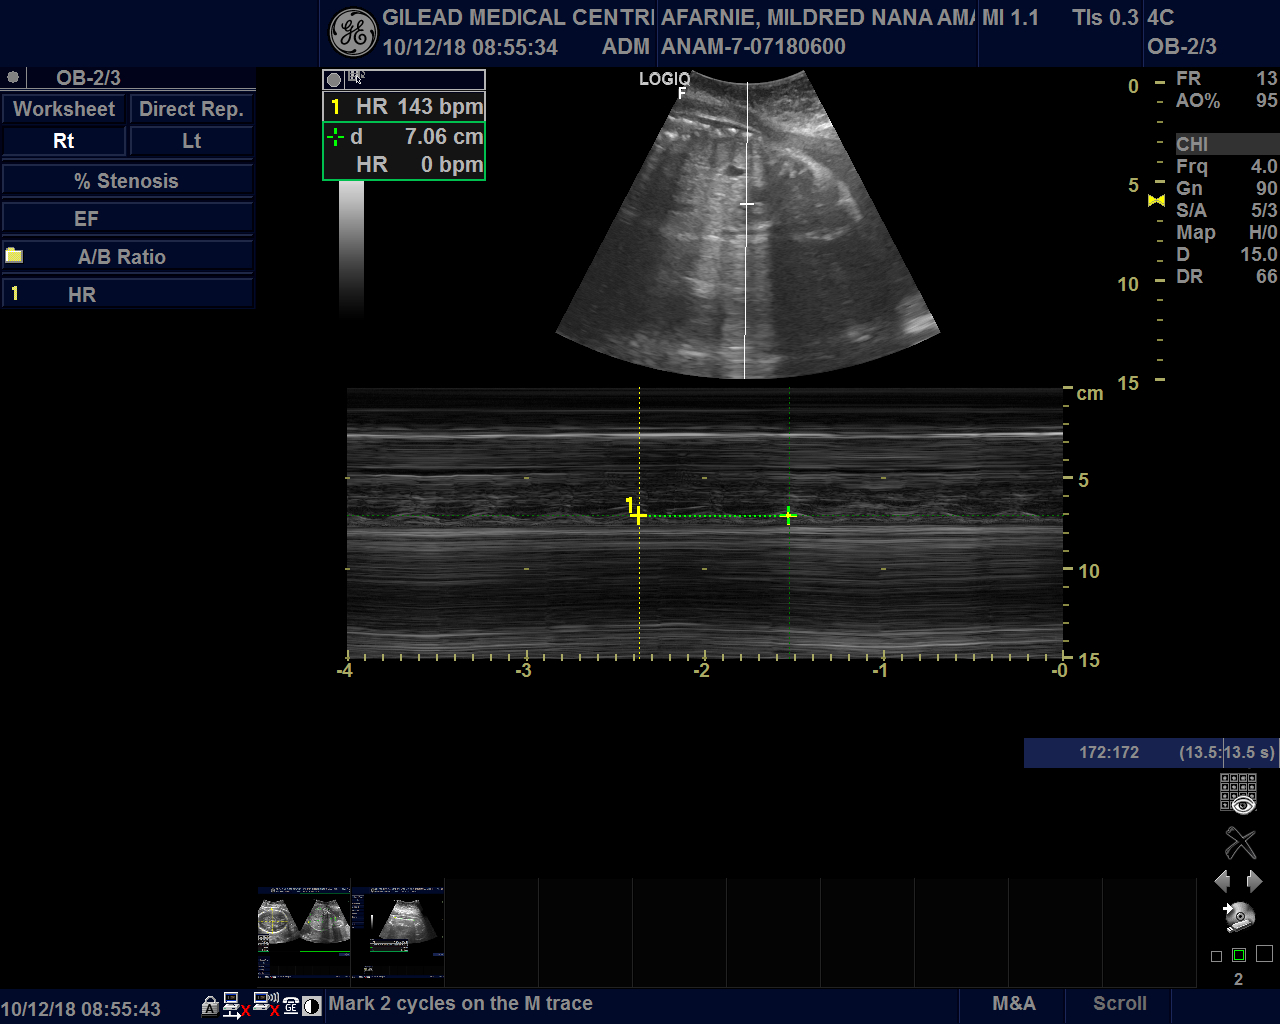 GILEAD MEDICAL CENTR
AFARNIE, MILDRED NANA AMA
MI 1.1
TIs 0.3
4C
10/12/18 08:55:34
ADM
ANAM-7-07180600
OB-2/3
OB-2/3
Worksheet
Direct Rep.
Rt
Lt
% Stenosis
EF
A/B Ratio
1 HR
1 HR 143 bpm
d 7.06 cm
HR 0 bpm
LOGIQ
F
0
5
10
15
FR 13
AO% 95
CHI
Frq 4.0
Gn 90
S/A 5/3
Map H/0
D 15.0
DR 66
cm
5
10
15
1
-4 -3 -2 -1 -0
172:172 (13.5:13.5 s)
2
10/12/18 08:55:43
Mark 2 cycles on the M trace
M&A
Scroll